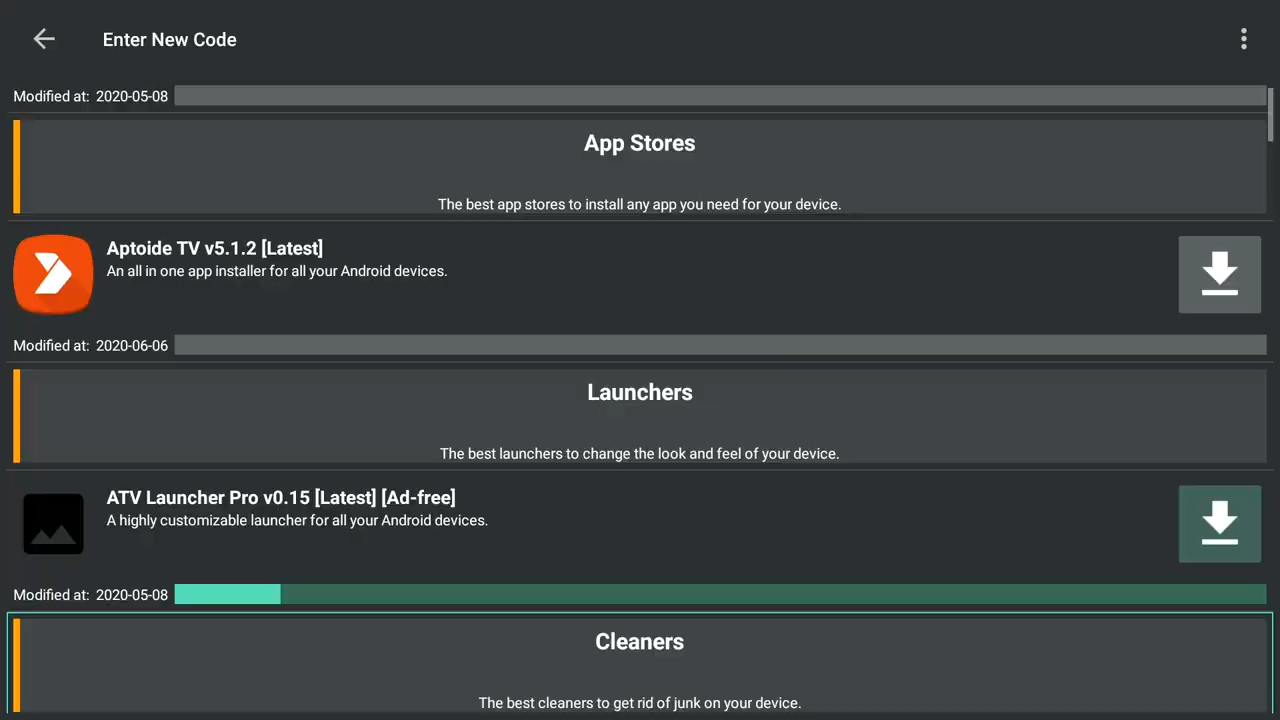 Enter New Code
Modified at: 2020-05-08
App Stores
The best app stores to install any app you need for your device.
Aptoide TV v5.1.2 [Latest]
An all in one app installer for all your Android devices.
Modified at: 2020-06-06
Launchers
The best launchers to change the look and feel of your device.
ATV Launcher Pro v0.15 [Latest] [Ad-free]
A highly customizable launcher for all your Android devices.
Modified at: 2020-05-08
Cleaners
The best cleaners to get rid of junk on your device.